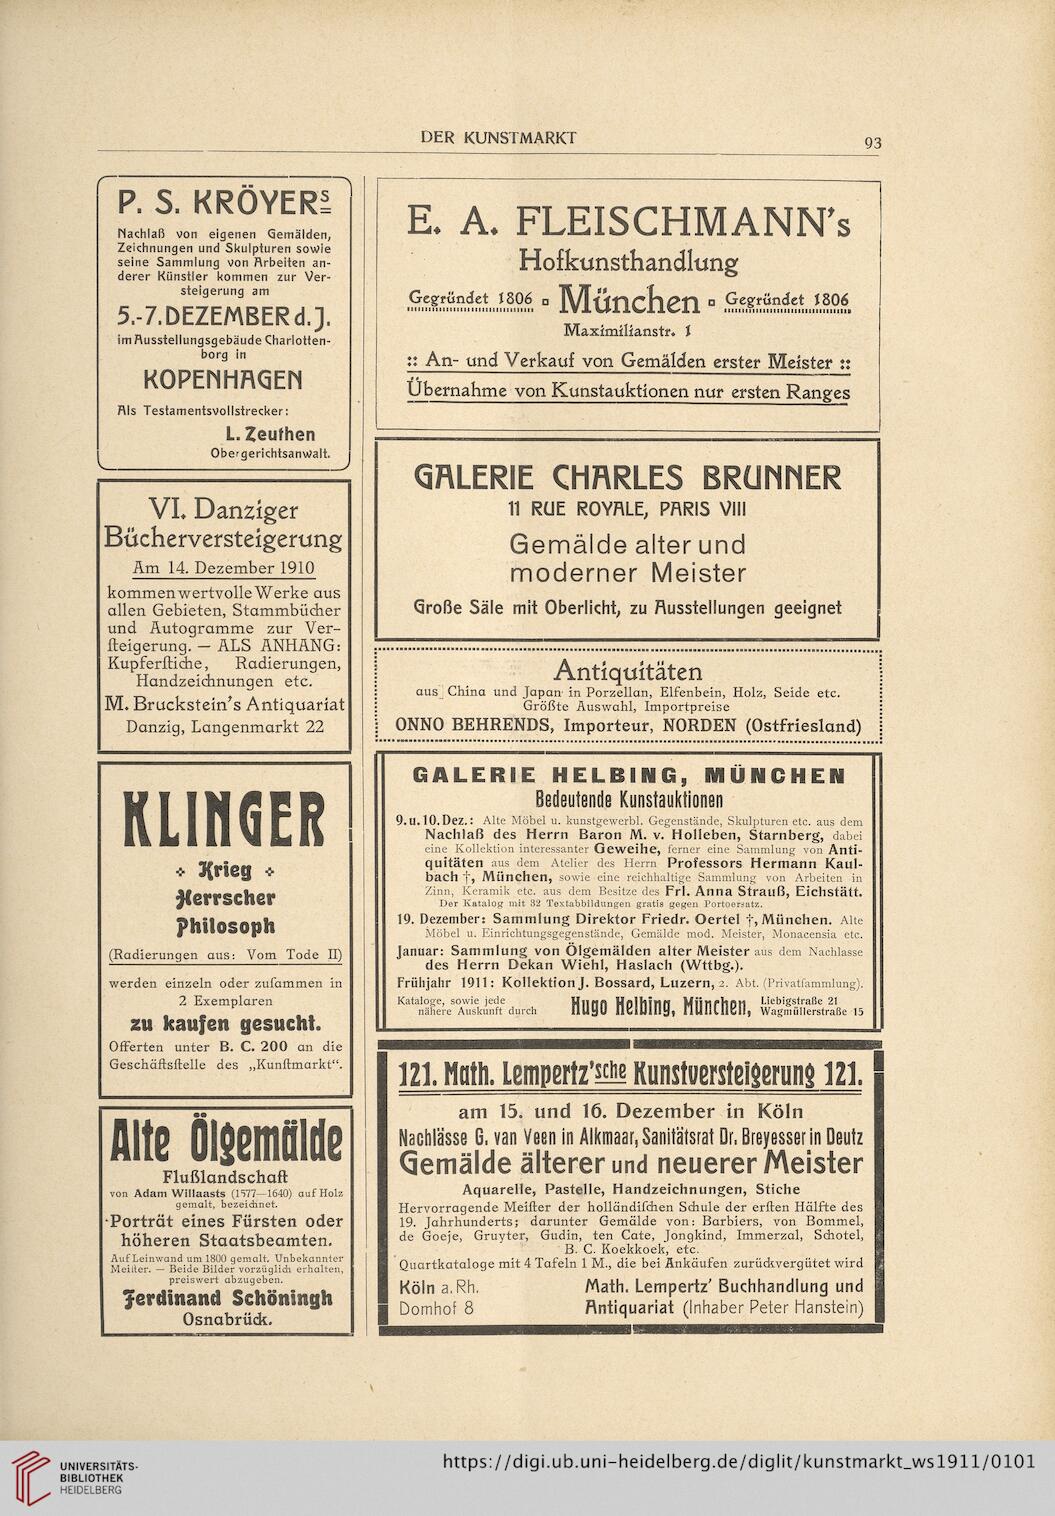 DER KUNSTMARKT
93
P. S. KRÖYERs
Nachlaß von eigenen Gemälden,
Zeichnungen und Skulpturen sowie
seine Sammlung von Arbeiten an-
derer Künstler kommen zur Ver-
steigerung am
5.-7. DEZEMBER d. J.
im Ausstellungsgebäude Charlotten-
borg in
KOPENHAGEN
Als Testamentsvollstrecker:
L. Zeuthen
Obergerichtsanwalt.
VI. Danziger
Bücherversteigerung
Am 14. Dezember 1910
kommen wertvolle Werke aus
allen Gebieten, Stammbücher
und Autogramme zur Ver-
steigerung. — ALS ANHANG:
Kupferstiche, Radierungen,
Handzeichnungen etc.
M. Bruckstein's Antiquariat
Danzig, Langenmarkt 22
KLINGER
Krieg
Herrscher
Philosoph
(Radierungen aus: Vom Tode II)
werden einzeln oder zusammen in
2 Exemplaren
zu kaufen gesucht.
Offerten unter B. C. 200 an die
Geschäftsstelle des „Kunstmarkt“.
Alte Ölgemälde
Flußlandschaft
von Adam Willaasts (1577—1640) auf Holz
gemalt, bezeichnet.
Porträt eines Fürsten oder
höheren Staatsbeamten.
Auf Leinwand um 1800 gemalt. Unbekannter
Meister. — Beide Bilder vorzüglich erhalten,
preiswert abzugeben.
Ferdinand Schöningh
Osnabrück.
E. A. FLEISCHMANN's
Hofkunsthandlung
Gegründet 1806 ▫ München ▫ Gegründet 1806
Maximilianstr. 1
:: An- und Verkauf von Gemälden erster Meister ::
Übernahme von Kunstauktionen nur ersten Ranges
GALERIE CHARLES BRUNNER
11 RUE ROYALE, PARIS VIII
Gemälde alter und
moderner Meister
Große Säle mit Oberlicht, zu Ausstellungen geeignet
Antiquitäten
aus China und Japan in Porzellan, Elfenbein, Holz, Seide etc.
Größte Auswahl, Importpreise
ONNO BEHRENDS, Importeur, NORDEN (Ostfriesland)
GALERIE HELBING, MÜNCHEN
Bedeutende Kunstauktionen
9. u. 10. Dez.: Alte Möbel u. kunstgewerbl. Gegenstände, Skulpturen etc. aus dem
Nachlaß des Herrn Baron M. v. Holleben, Starnberg, dabei
eine Kollektion interessanter Geweihe, ferner eine Sammlung von Anti-
quitäten aus dem Atelier des Herrn Professors Hermann Kaul-
bach †, München, sowie eine reichhaltige Sammlung von Arbeiten in
Zinn, Keramik etc. aus dem Besitze des Frl. Anna Strauß, Eichstätt.
Der Katalog mit 32 Textabbildungen gratis gegen Portoersatz.
19. Dezember: Sammlung Direktor Friedr. Oertel †, München. Alte
Möbel u. Einrichtungsgegenstände, Gemälde mod. Meister, Monacensia etc.
Januar: Sammlung von Ölgemälden alter Meister aus dem Nachlasse
des Herrn Dekan Wiehl, Haslach (Wttbg.).
Frühjahr 1911: Kollektion J. Bossard, Luzern, 2. Abt. (Privatsammlung).
Kataloge, sowie jede
nähere Auskunft durch
Hugo Helbing, München,
Liebigstraße 21
Wagmüllerstraße 15
121. Math. Lempertz'sche Kunstversteigerung 121.
am 15. und 16. Dezember in Köln
Nachlässe G. van Veen in Alkmaar, Sanitätsrat Dr. Breyesser in Deutz
Gemälde älterer und neuerer Meister
Aquarelle, Pastelle, Handzeichnungen, Stiche
Hervorragende Meister der holländischen Schule der ersten Hälfte des
19. Jahrhunderts; darunter Gemälde von: Barbiers, von Bommel,
de Goeje, Gruyter, Gudin, ten Cate, Jongkind, Immerzal, Schotel,
B. C. Koekkoek, etc.
Quartkataloge mit 4 Tafeln 1 M., die bei Ankäufen zurückvergütet wird
Köln a. Rh.
Domhof 8
Math. Lempertz' Buchhandlung und
Antiquariat (Inhaber Peter Hanstein)
UNIVERSITÄTS-
BIBLIOTHEK
HEIDELBERG
https://digi.ub.uni-heidelberg.de/diglit/kunstmarkt_ws1911/0101